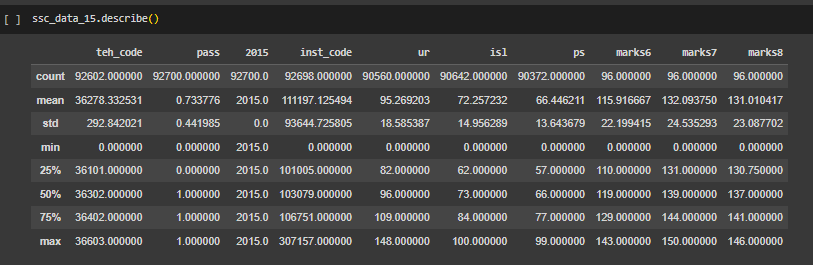 [ ] ssc_data_15.describe()
teh_code pass 2015 inst_code ur isl ps marks6 marks7 marks8
count 92602.000000 92700.000000 92700.0 92698.000000 90560.000000 90642.000000 90372.000000 96.000000 96.000000 96.000000
mean 36278.332531 0.733776 2015.0 111197.125494 95.269203 72.257232 66.446211 115.916667 132.093750 131.010417
std 292.842021 0.441985 0.0 93644.725805 18.585387 14.956289 13.643679 22.199415 24.535293 23.087702
min 0.000000 0.000000 2015.0 0.000000 0.000000 0.000000 0.000000 0.000000 0.000000 0.000000
25% 36101.000000 0.000000 2015.0 101005.000000 82.000000 62.000000 57.000000 110.000000 131.000000 130.750000
50% 36302.000000 1.000000 2015.0 103079.000000 96.000000 73.000000 66.000000 119.000000 139.000000 137.000000
75% 36402.000000 1.000000 2015.0 106751.000000 109.000000 84.000000 77.000000 129.000000 144.000000 141.000000
max 36603.000000 1.000000 2015.0 307157.000000 148.000000 100.000000 99.000000 143.000000 150.000000 146.000000